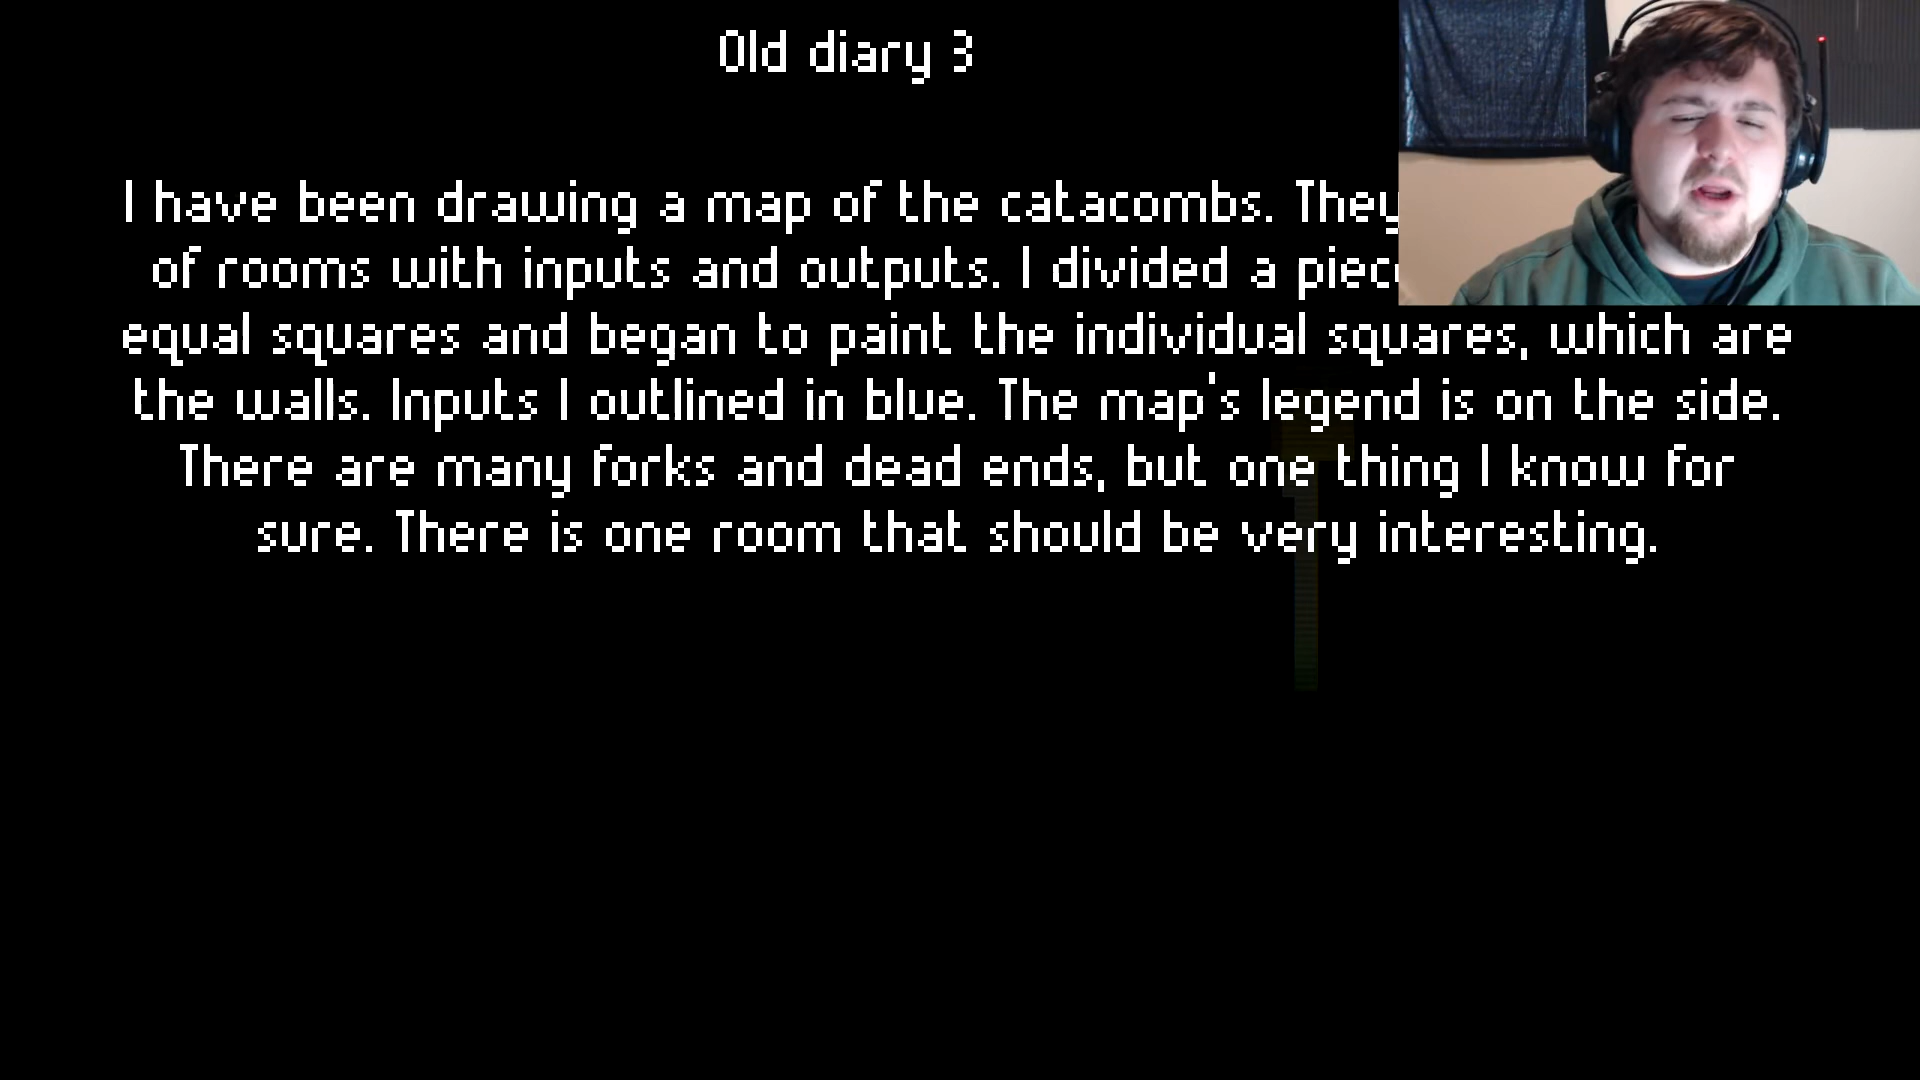 Old diary 3
I have been drawing a map of the catacombs. They
of rooms with inputs and outputs. I divided a
equal squares and began to paint the individual squares, which are
the walls. Inputs I outlined in blue. The map's legend is on the side.
There are many forks and dead ends, but one thing I know for
sure. There is one room that should be very interesting.